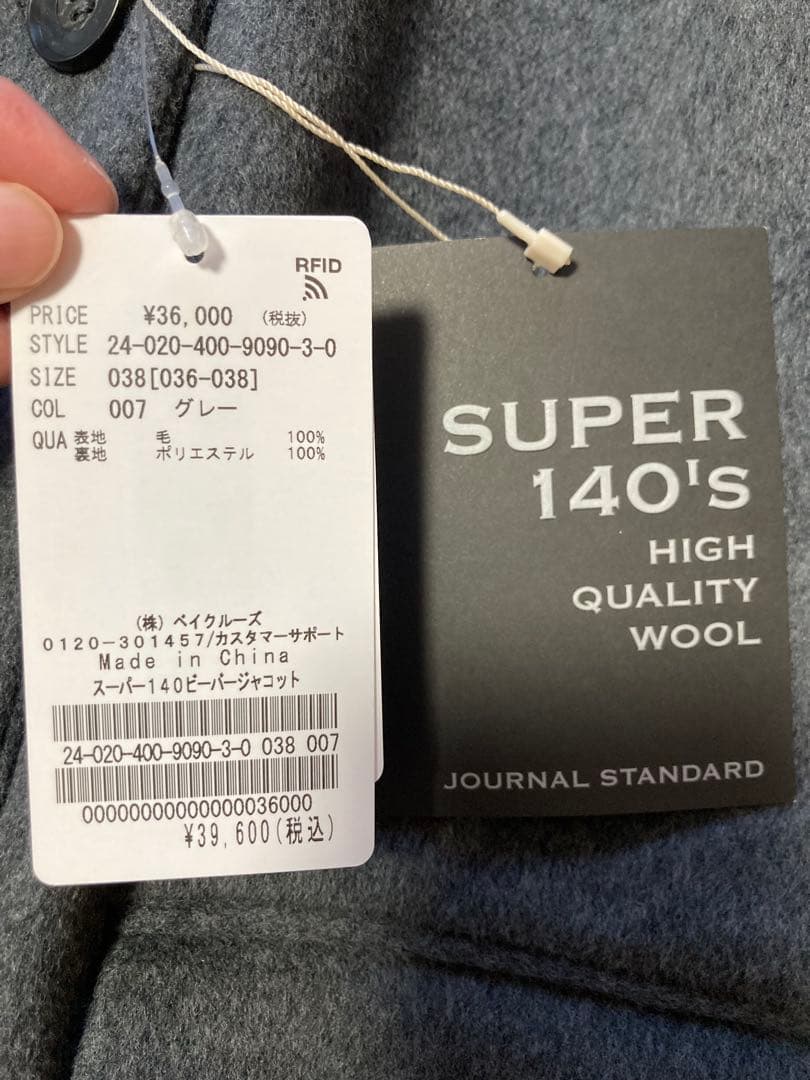 RFID
PRICE ¥36,000 (税抜)
STYLE 24-020-400-9090-3-0
SIZE 038[036-038]
COL 007 グレー
QUA 表地 毛 100%
裏地 ポリエステル 100%
(株) ベイクルーズ
0120-301457/カスタマーサポート
Made in China
スーパー140ビーバージャコット
24-020-400-9090-3-0 038 007
00000000000000036000
¥39,600(税込)
SUPER
140'S
HIGH
QUALITY
WOOL
JOURNAL STANDARD